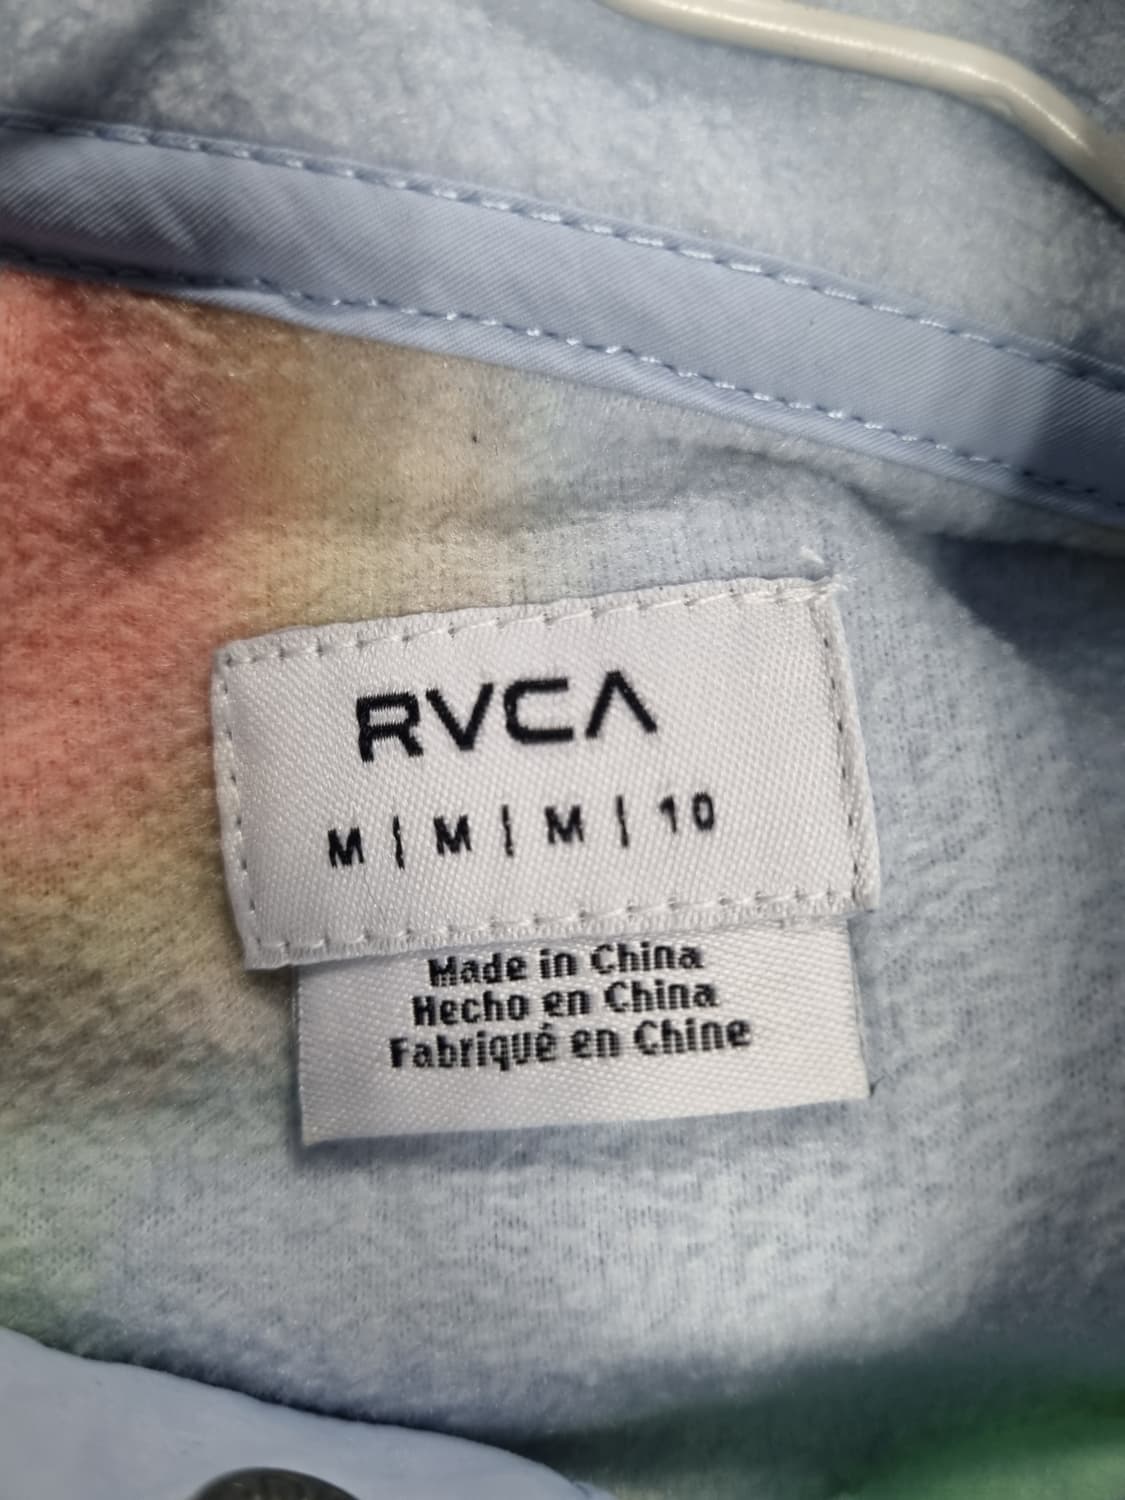 RVCA
M | M | M | 10
Made in China
Hecho en China
Fabriqué en Chine